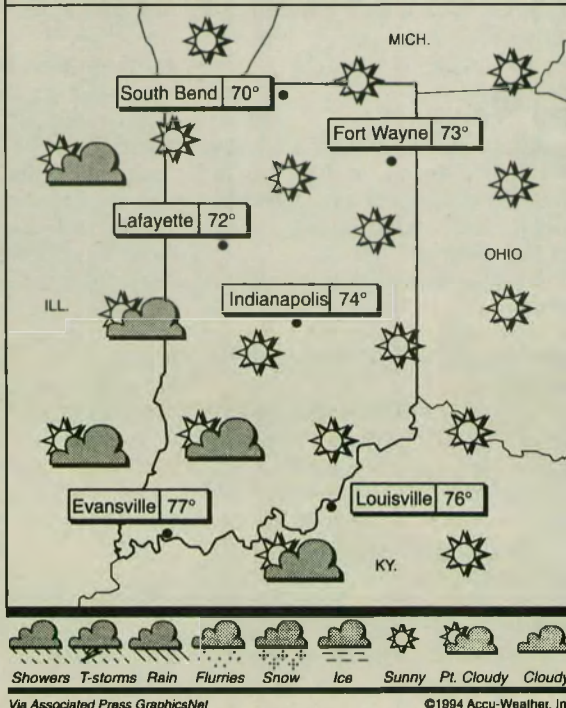 MICH.
South Bend 70°
Fort Wayne 73°
Lafayette 72°
OHIO
ILL.
Indianapolis 74°
Evansville 77°
Louisville 76°
KY.
Showers T-storms Rain Flurries Snow Ice Sunny Pt. Cloudy Cloudy
Via Associated Press GraphicsNet
©1994 Accu-Weather, In